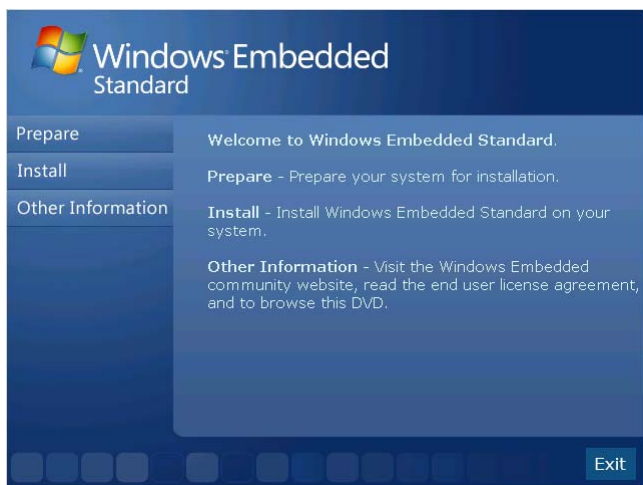 Windows Embedded
Standard
Prepare
Install
Other Information
Welcome to Windows Embedded Standard.
Prepare - Prepare your system for installation.
Install - Install Windows Embedded Standard on your
system.
Other Information - Visit the Windows Embedded
community website, read the end user license agreement,
and to browse this DVD.
Exit